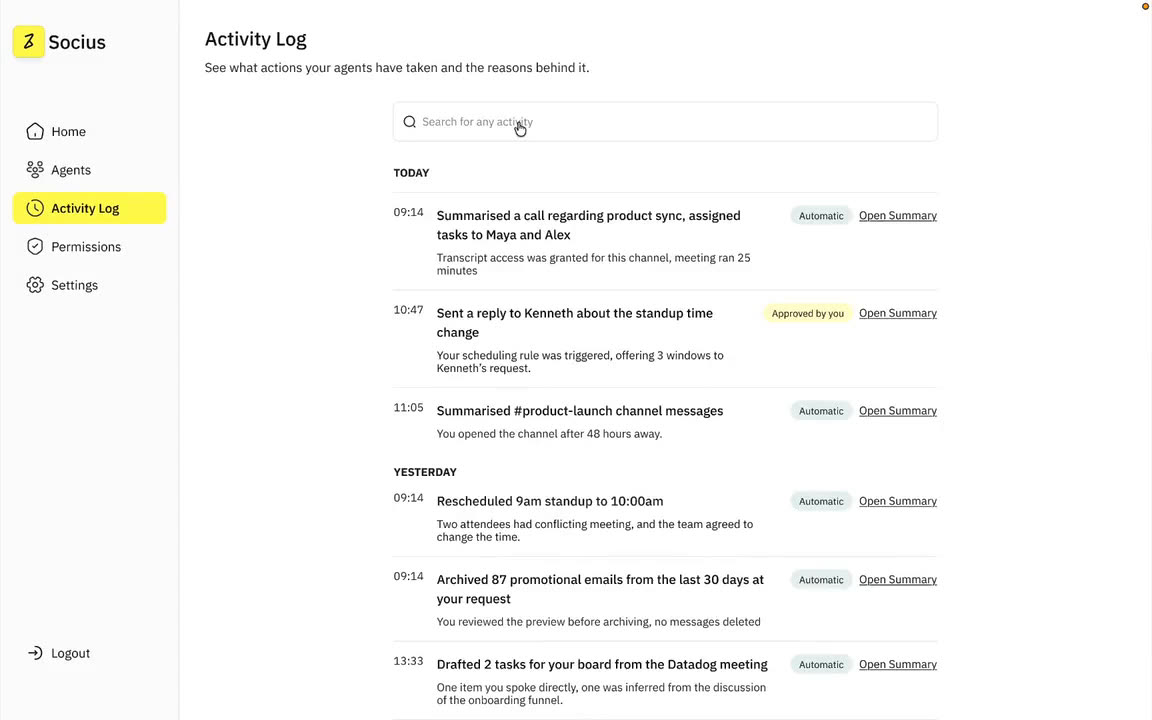 Socius
Home
Agents
Activity Log
Permissions
Settings
Logout
Activity Log
See what actions your agents have taken and the reasons behind it.
Search for any activity
TODAY
09:14
Summarised a call regarding product sync, assigned
tasks to Maya and Alex
Transcript access was granted for this channel, meeting ran 25
minutes
Automatic
Open Summary
10:47
Sent a reply to Kenneth about the standup time
change
Your scheduling rule was triggered, offering 3 windows to
Kenneth’s request.
Approved by you
Open Summary
11:05
Summarised #product-launch channel messages
You opened the channel after 48 hours away.
Automatic
Open Summary
YESTERDAY
09:14
Rescheduled 9am standup to 10:00am
Two attendees had conflicting meeting, and the team agreed to
change the time.
Automatic
Open Summary
09:14
Archived 87 promotional emails from the last 30 days at
your request
You reviewed the preview before archiving, no messages deleted
Automatic
Open Summary
13:33
Drafted 2 tasks for your board from the Datadog meeting
One item you spoke directly, one was inferred from the discussion
of the onboarding funnel.
Automatic
Open Summary